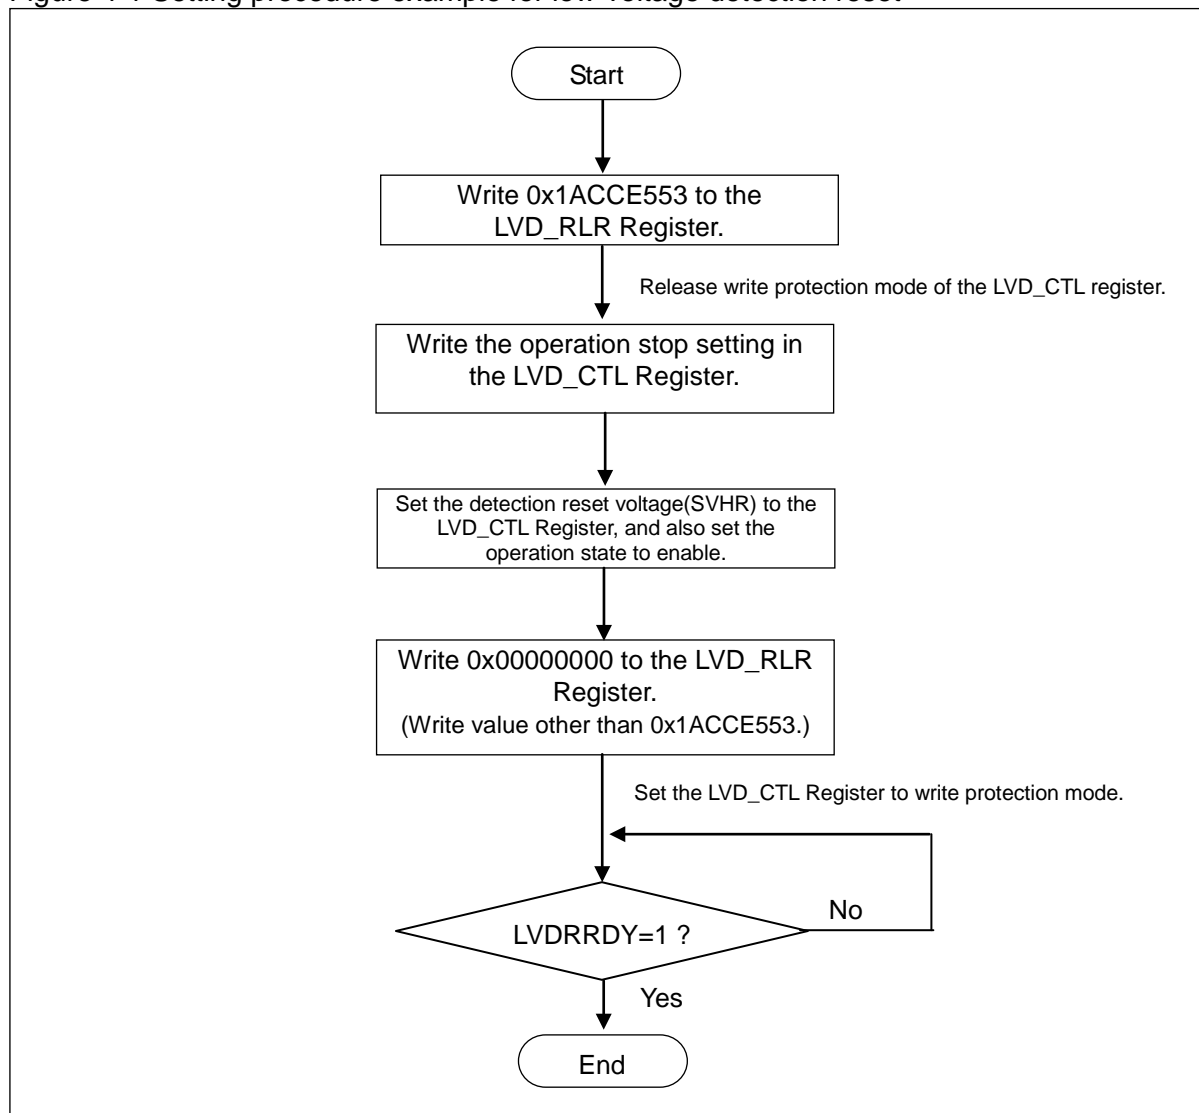 Start
Write 0x1ACCE553 to the
LVD_RLR Register.
Release write protection mode of the LVD_CTL register.
Write the operation stop setting in
the LVD_CTL Register.
Set the detection reset voltage(SVHR) to the
LVD_CTL Register, and also set the
operation state to enable.
Write 0x00000000 to the LVD_RLR
Register.
(Write value other than 0x1ACCE553.)
Set the LVD_CTL Register to write protection mode.
No
LVDRRDY=1 ?
Yes
End